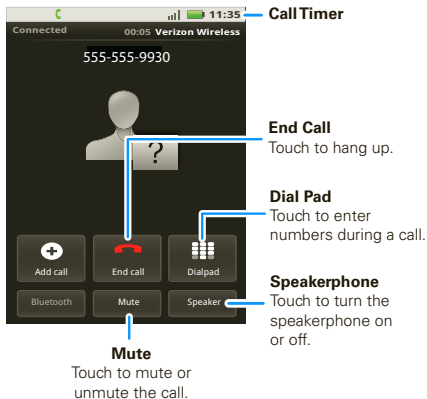 11:35
Call Timer
Connected 00:05 Verizon Wireless
555-555-9930
?
End Call
Touch to hang up.
Dial Pad
Touch to enter
numbers during a call.
Add call End call Dialpad
Speakerphone
Touch to turn the
speakerphone on
or off.
Bluetooth Mute Speaker
Mute
Touch to mute or
unmute the call.